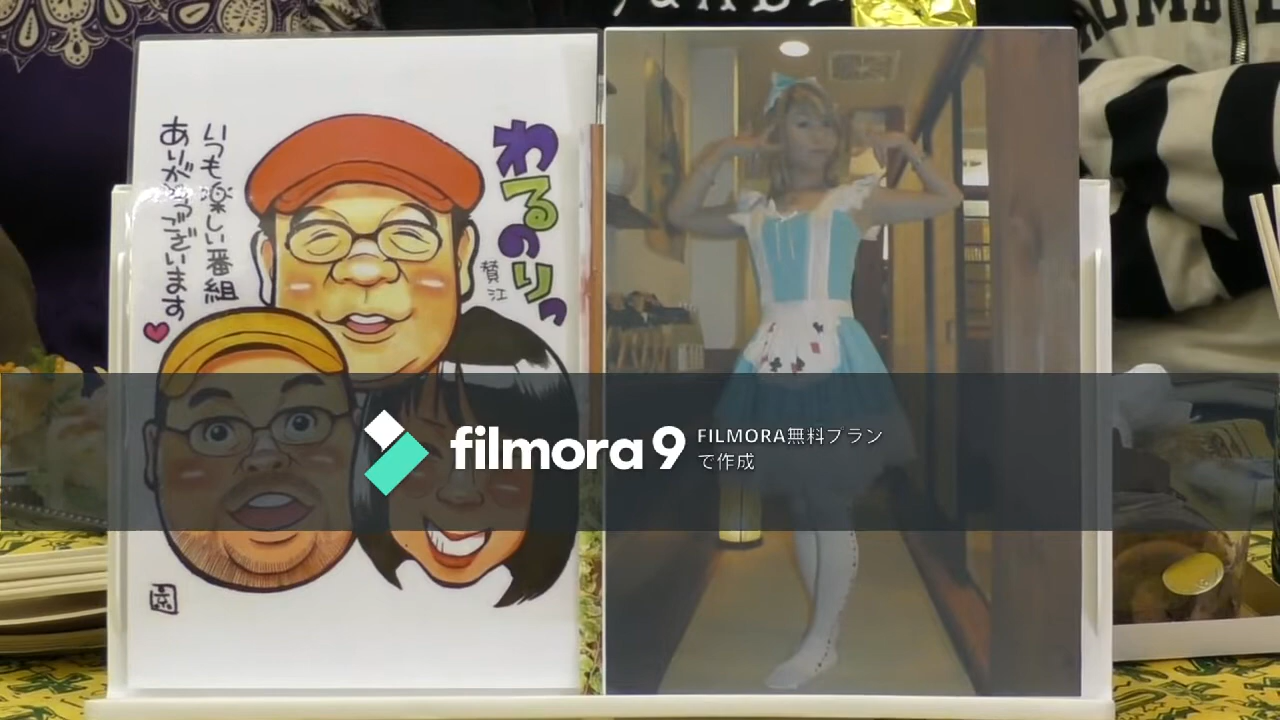 わるのりっ
賛江
いつも楽しい番組
ありがとうございます
filmora9
FILMORA無料プラン
で作成